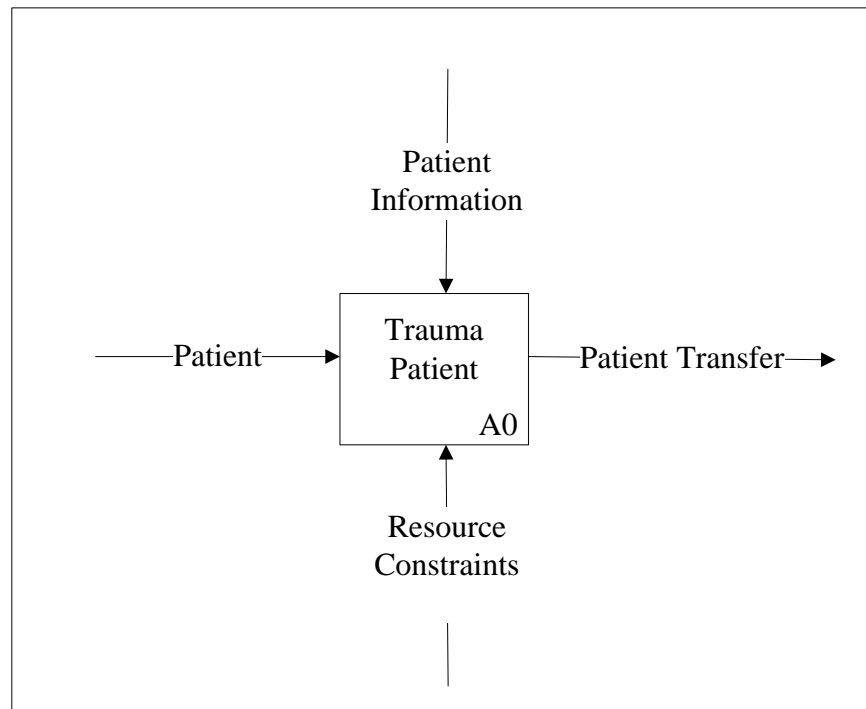 Patient
Information
Patient
Trauma
Patient
A0
Patient Transfer
Resource
Constraints